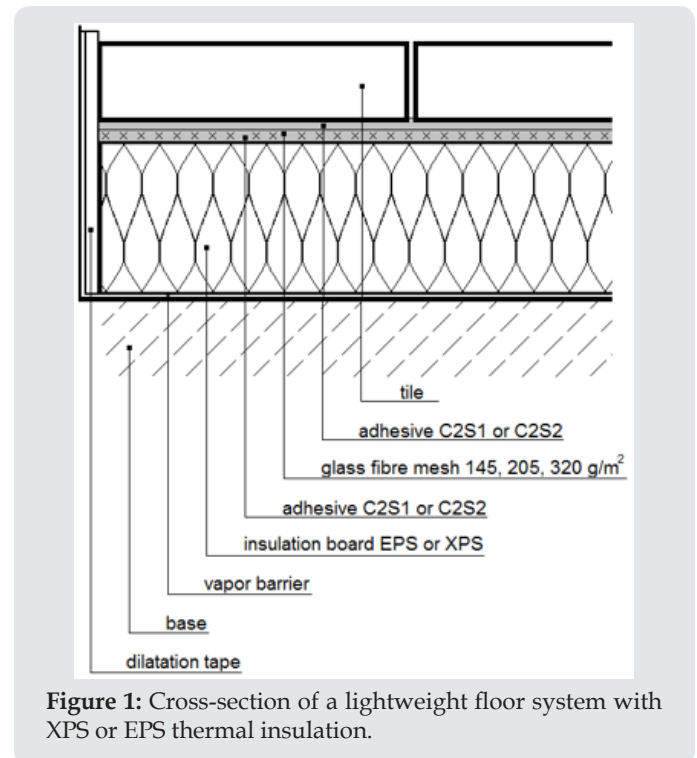 tile
adhesive C2S1 or C2S2
glass fibre mesh 145, 205, 320 g/m²
adhesive C2S1 or C2S2
insulation board EPS or XPS
vapor barrier
base
dilatation tape
Figure 1: Cross-section of a lightweight floor system with
XPS or EPS thermal insulation.